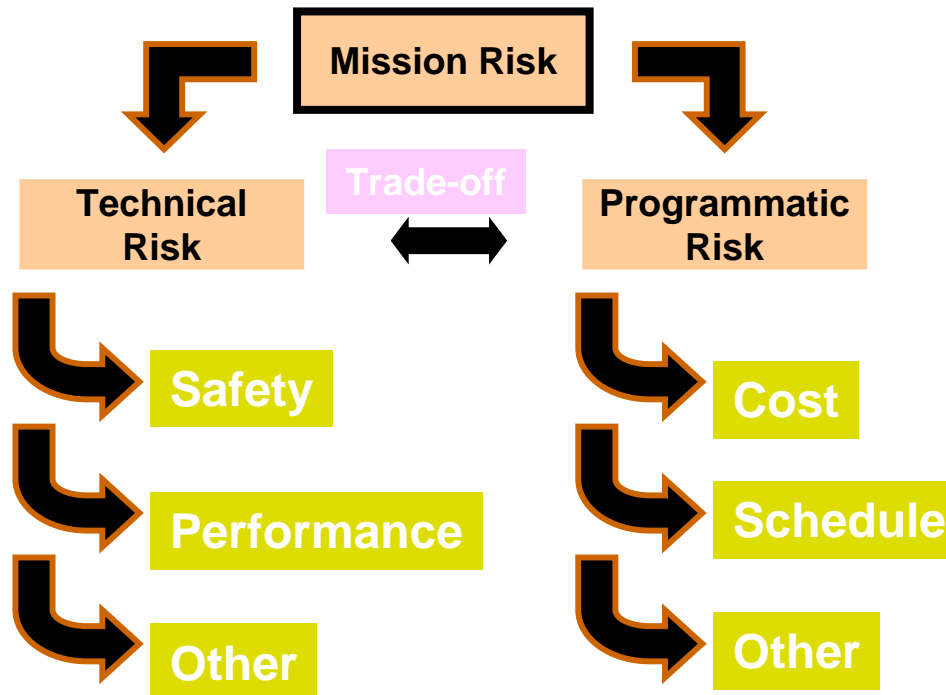 Mission Risk
Trade-off
Technical
Risk
Programmatic
Risk
Safety
Cost
Performance
Schedule
Other
Other